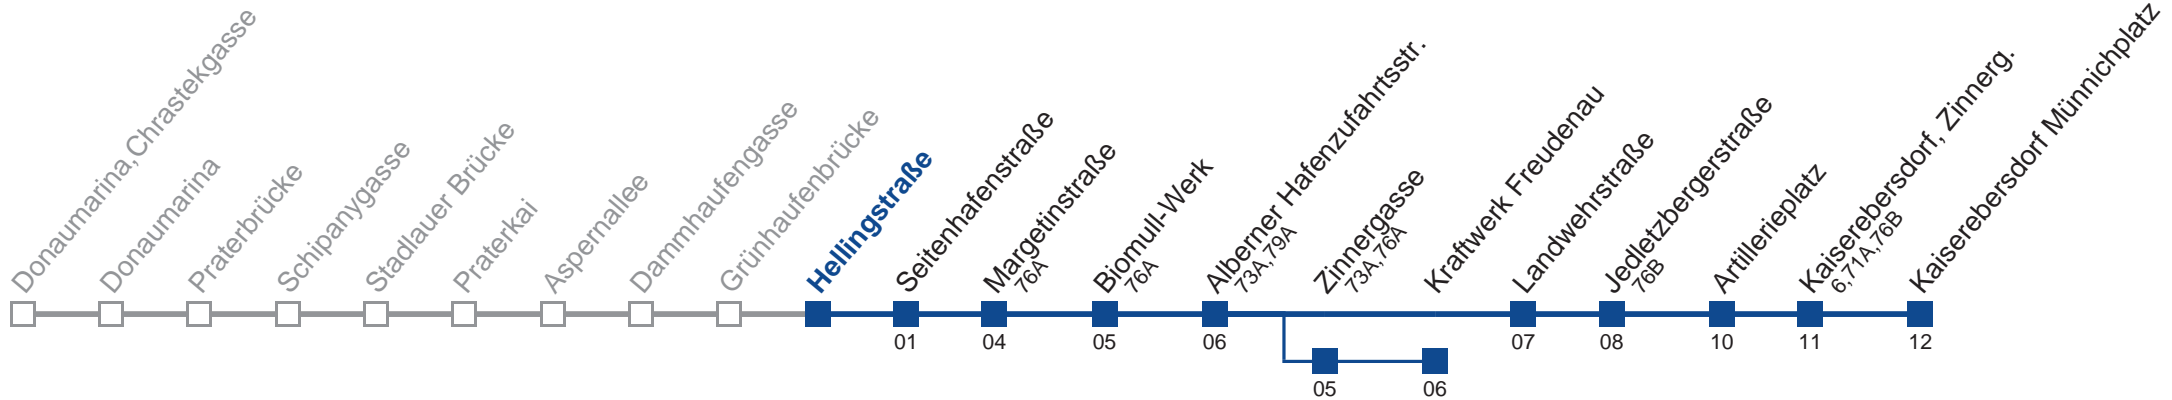 Donaumarina, Chrastekgasse
Donaumarina
Praterbrücke
Schipanygasse
Stadlauer Brücke
Praterkai
Aspernallee
Dammhaufengasse
Grünhaufenbrücke
Hellingstraße
Seitenhafenstraße
01
Margetinstraße
76A
04
Biomull-Werk
76A
05
Alberner Hafenzufahrtsstr.
73A,79A
06
Zinnergasse
73A,76A
05
Kraftwerk Freudenau
06
Landwehrstraße
07
Jedletzbergerstraße
76B
08
Artillerieplatz
10
Kaiserebersdorf, Zinnerg.
6,71A,76B
11
Kaiserebersdorf Münnichplatz
12